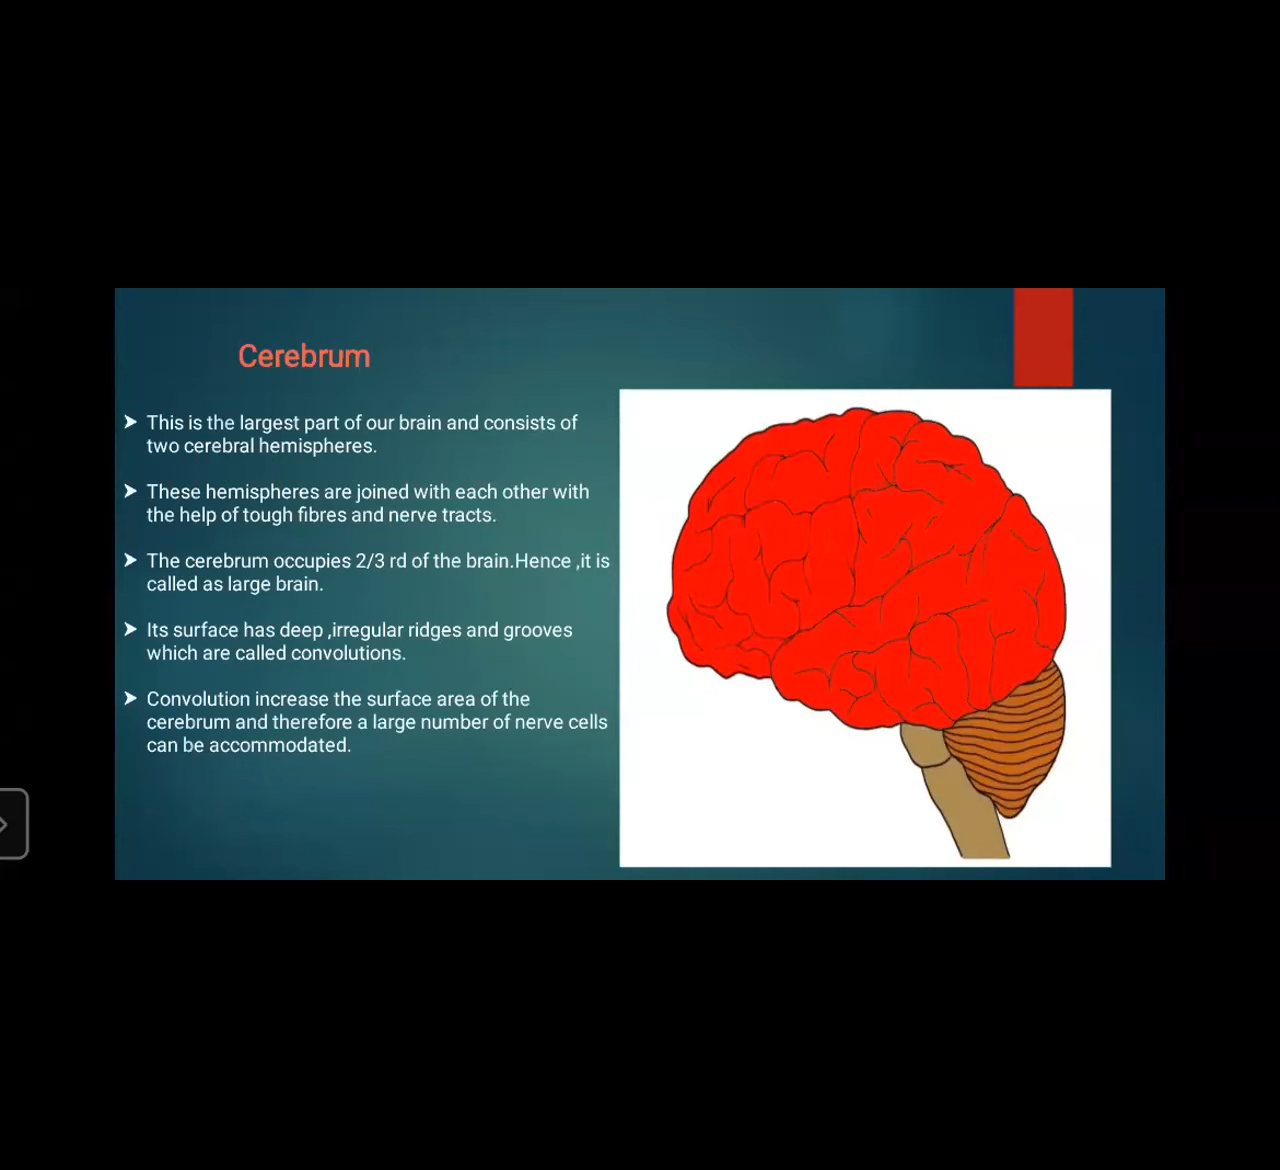 Cerebrum
This is the largest part of our brain and consists of
two cerebral hemispheres.
These hemispheres are joined with each other with
the help of tough fibres and nerve tracts.
The cerebrum occupies 2/3 rd of the brain.Hence ,it is
called as large brain.
Its surface has deep ,irregular ridges and grooves
which are called convolutions.
Convolution increase the surface area of the
cerebrum and therefore a large number of nerve cells
can be accommodated.